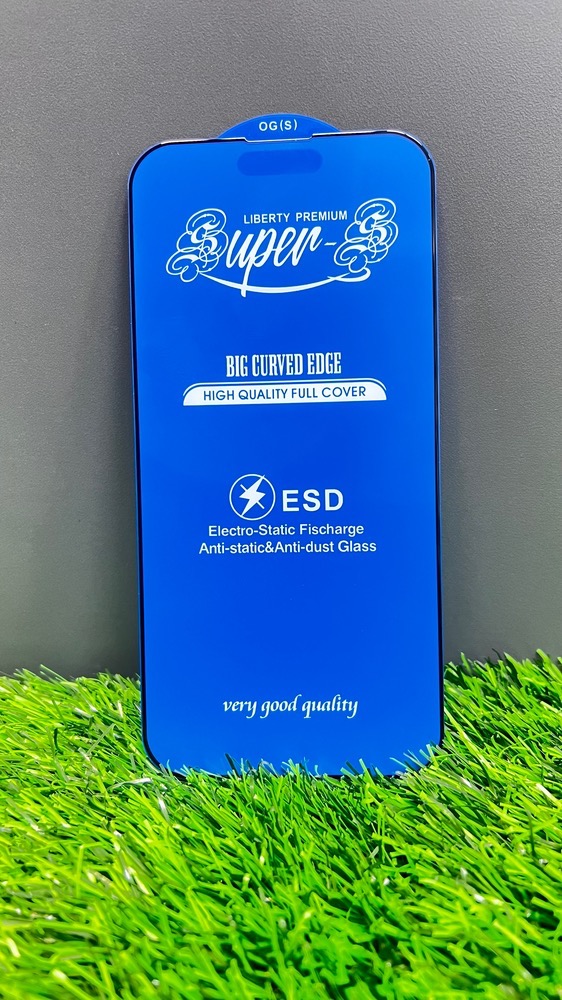 OG(S)
LIBERTY PREMIUM
Super-S
BIG CURVED EDGE
HIGH QUALITY FULL COVER
ESD
Electro-Static Fischarge
Anti-static&Anti-dust Glass
very good quality